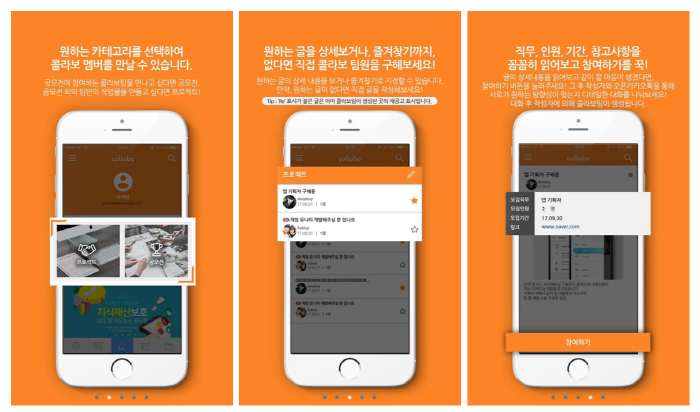 원하는 카테고리를 선택하여
콜라보 멤버를 만날 수 있습니다.
공모전에 참여하는 콜라보팀을 만나고 싶다면 공모전,
공모전 외의 팀만의 작업물을 만들고 싶다면 프로젝트!
collabo
프로젝트
공모전
지식재산보호
원하는 글을 상세보거나, 즐겨찾기까지,
없다면 직접 콜라보 팀원을 구해보세요!
원하는 글의 상세 내용을 보거나 즐겨찾기로 지정할 수 있습니다.
만약, 원하는 글이 없다면 직접 글을 작성해보세요!
Tip : 'Re' 표시가 붙은 글은 이미 콜라보팀이 생성된 곳의 재공고 표시입니다.
collabo
프로젝트
앱 기획자 구해용
17.09.01 | 1명
게임 유니티 개발해주실 분 있나요
17.09.01 | 1명
직무, 인원, 기간, 참고사항을
꼼꼼히 읽어보고 참여하기를 꾹!
글의 상세내용을 읽어보고 같이 할 마음이 생겼다면,
참여하기 버튼을 눌러주세요! 그 후 작성자와 오픈카카오톡을 통해
서로가 원하는 방향성이 맞는지 디테일한 대화를 나눠보세요!
대화 후 작성자에 의해 콜라보팀이 생성됩니다.
collabo
앱 기획자 구해용
모집직무 앱 기획자
모집인원 2 명
모집기간 17.09.30
링크 www.naver.com
참여하기